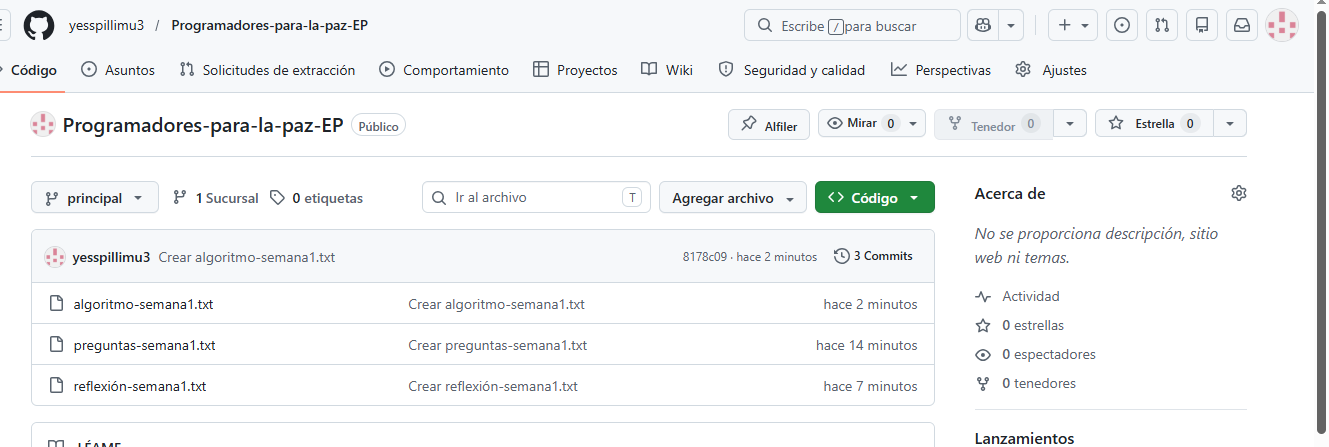 yesspillimu3 / Programadores-para-la-paz-EP
Escribe / para buscar
Código
Asuntos
Solicitudes de extracción
Comportamiento
Proyectos
Wiki
Seguridad y calidad
Perspectivas
Ajustes
Programadores-para-la-paz-EP Público
Alfiler
Mirar 0
Tenedor 0
Estrella 0
principal
1 Sucursal
0 etiquetas
Ir al archivo T
Agregar archivo
Código
yesspillimu3 Crear algoritmo-semana1.txt 8178c09 · hace 2 minutos 3 Commits
algoritmo-semana1.txt Crear algoritmo-semana1.txt hace 2 minutos
preguntas-semana1.txt Crear preguntas-semana1.txt hace 14 minutos
reflexión-semana1.txt Crear reflexión-semana1.txt hace 7 minutos
LÉAME
Acerca de
No se proporciona descripción, sitio
web ni temas.
Actividad
0 estrellas
0 espectadores
0 tenedores
Lanzamientos